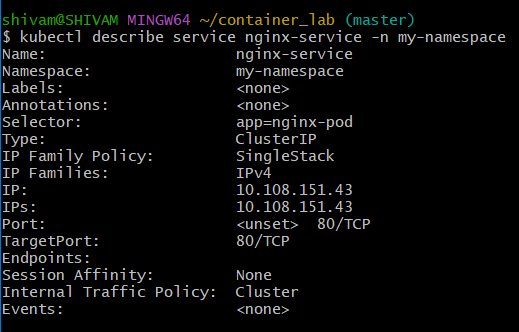 shivam@SHIVAM MINGW64 ~/container_lab (master)
$ kubectl describe service nginx-service -n my-namespace
Name:                     nginx-service
Namespace:                my-namespace
Labels:                   <none>
Annotations:              <none>
Selector:                 app=nginx-pod
Type:                     ClusterIP
IP Family Policy:         SingleStack
IP Families:              IPv4
IP:                       10.108.151.43
IPs:                      10.108.151.43
Port:                     <unset>  80/TCP
TargetPort:               80/TCP
Endpoints:
Session Affinity:         None
Internal Traffic Policy:  Cluster
Events:                   <none>